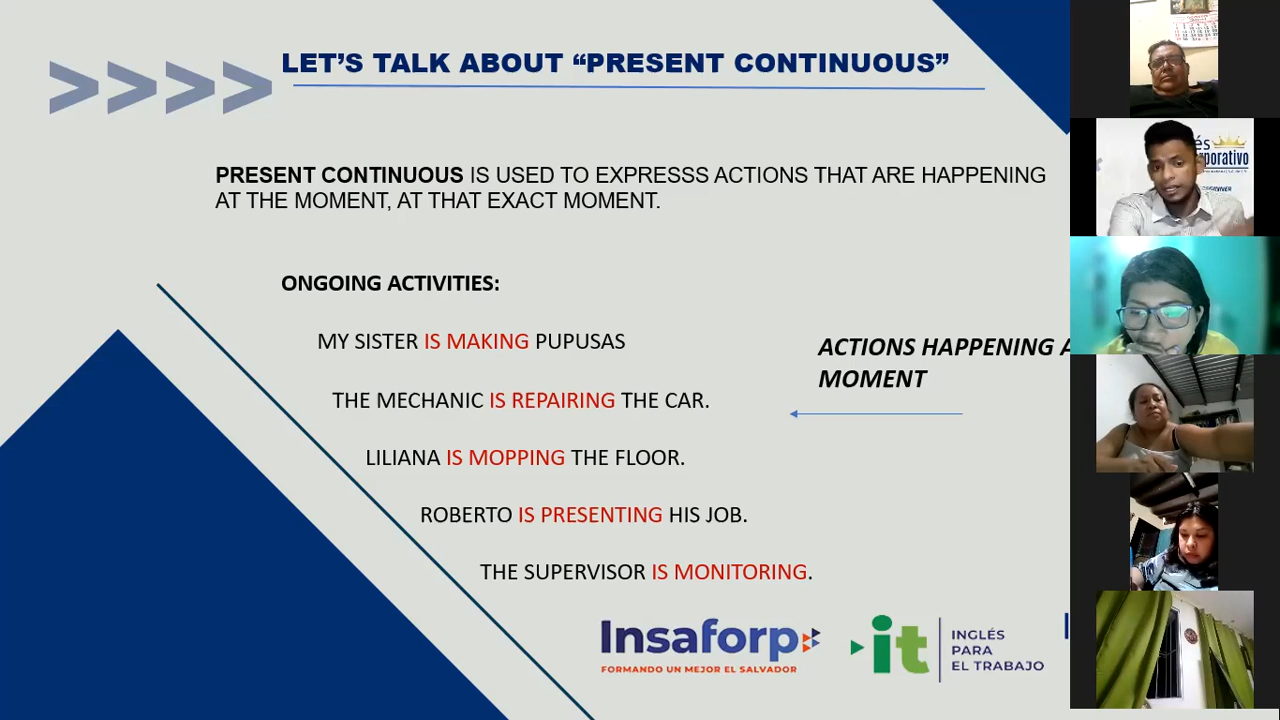 LET'S TALK ABOUT “PRESENT CONTINUOUS”
PRESENT CONTINUOUS IS USED TO EXPRESSS ACTIONS THAT ARE HAPPENING
AT THE MOMENT, AT THAT EXACT MOMENT.
ONGOING ACTIVITIES:
MY SISTER IS MAKING PUPUSAS
ACTIONS HAPPENING A
MOMENT
THE MECHANIC IS REPAIRING THE CAR.
LILIANA IS MOPPING THE FLOOR.
ROBERTO IS PRESENTING HIS JOB.
THE SUPERVISOR IS MONITORING.
Insaforp
FORMANDO UN MEJOR EL SALVADOR
it
INGLÉS
PARA
EL TRABAJO
és
porativo